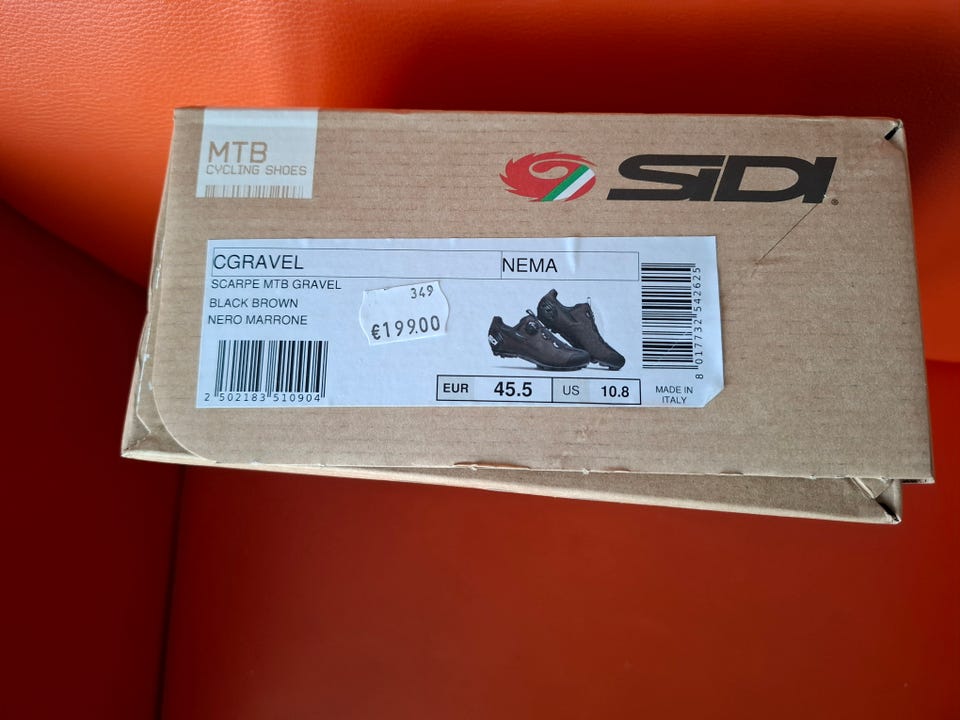 MTB
CYCLING SHOES
SIDI®
CGRAVEL
NEMA
SCARPE MTB GRAVEL
BLACK BROWN
NERO MARRONE
349
€199.00
2 502183 510904
EUR 45.5 US 10.8
8 017732 542625
MADE IN
ITALY